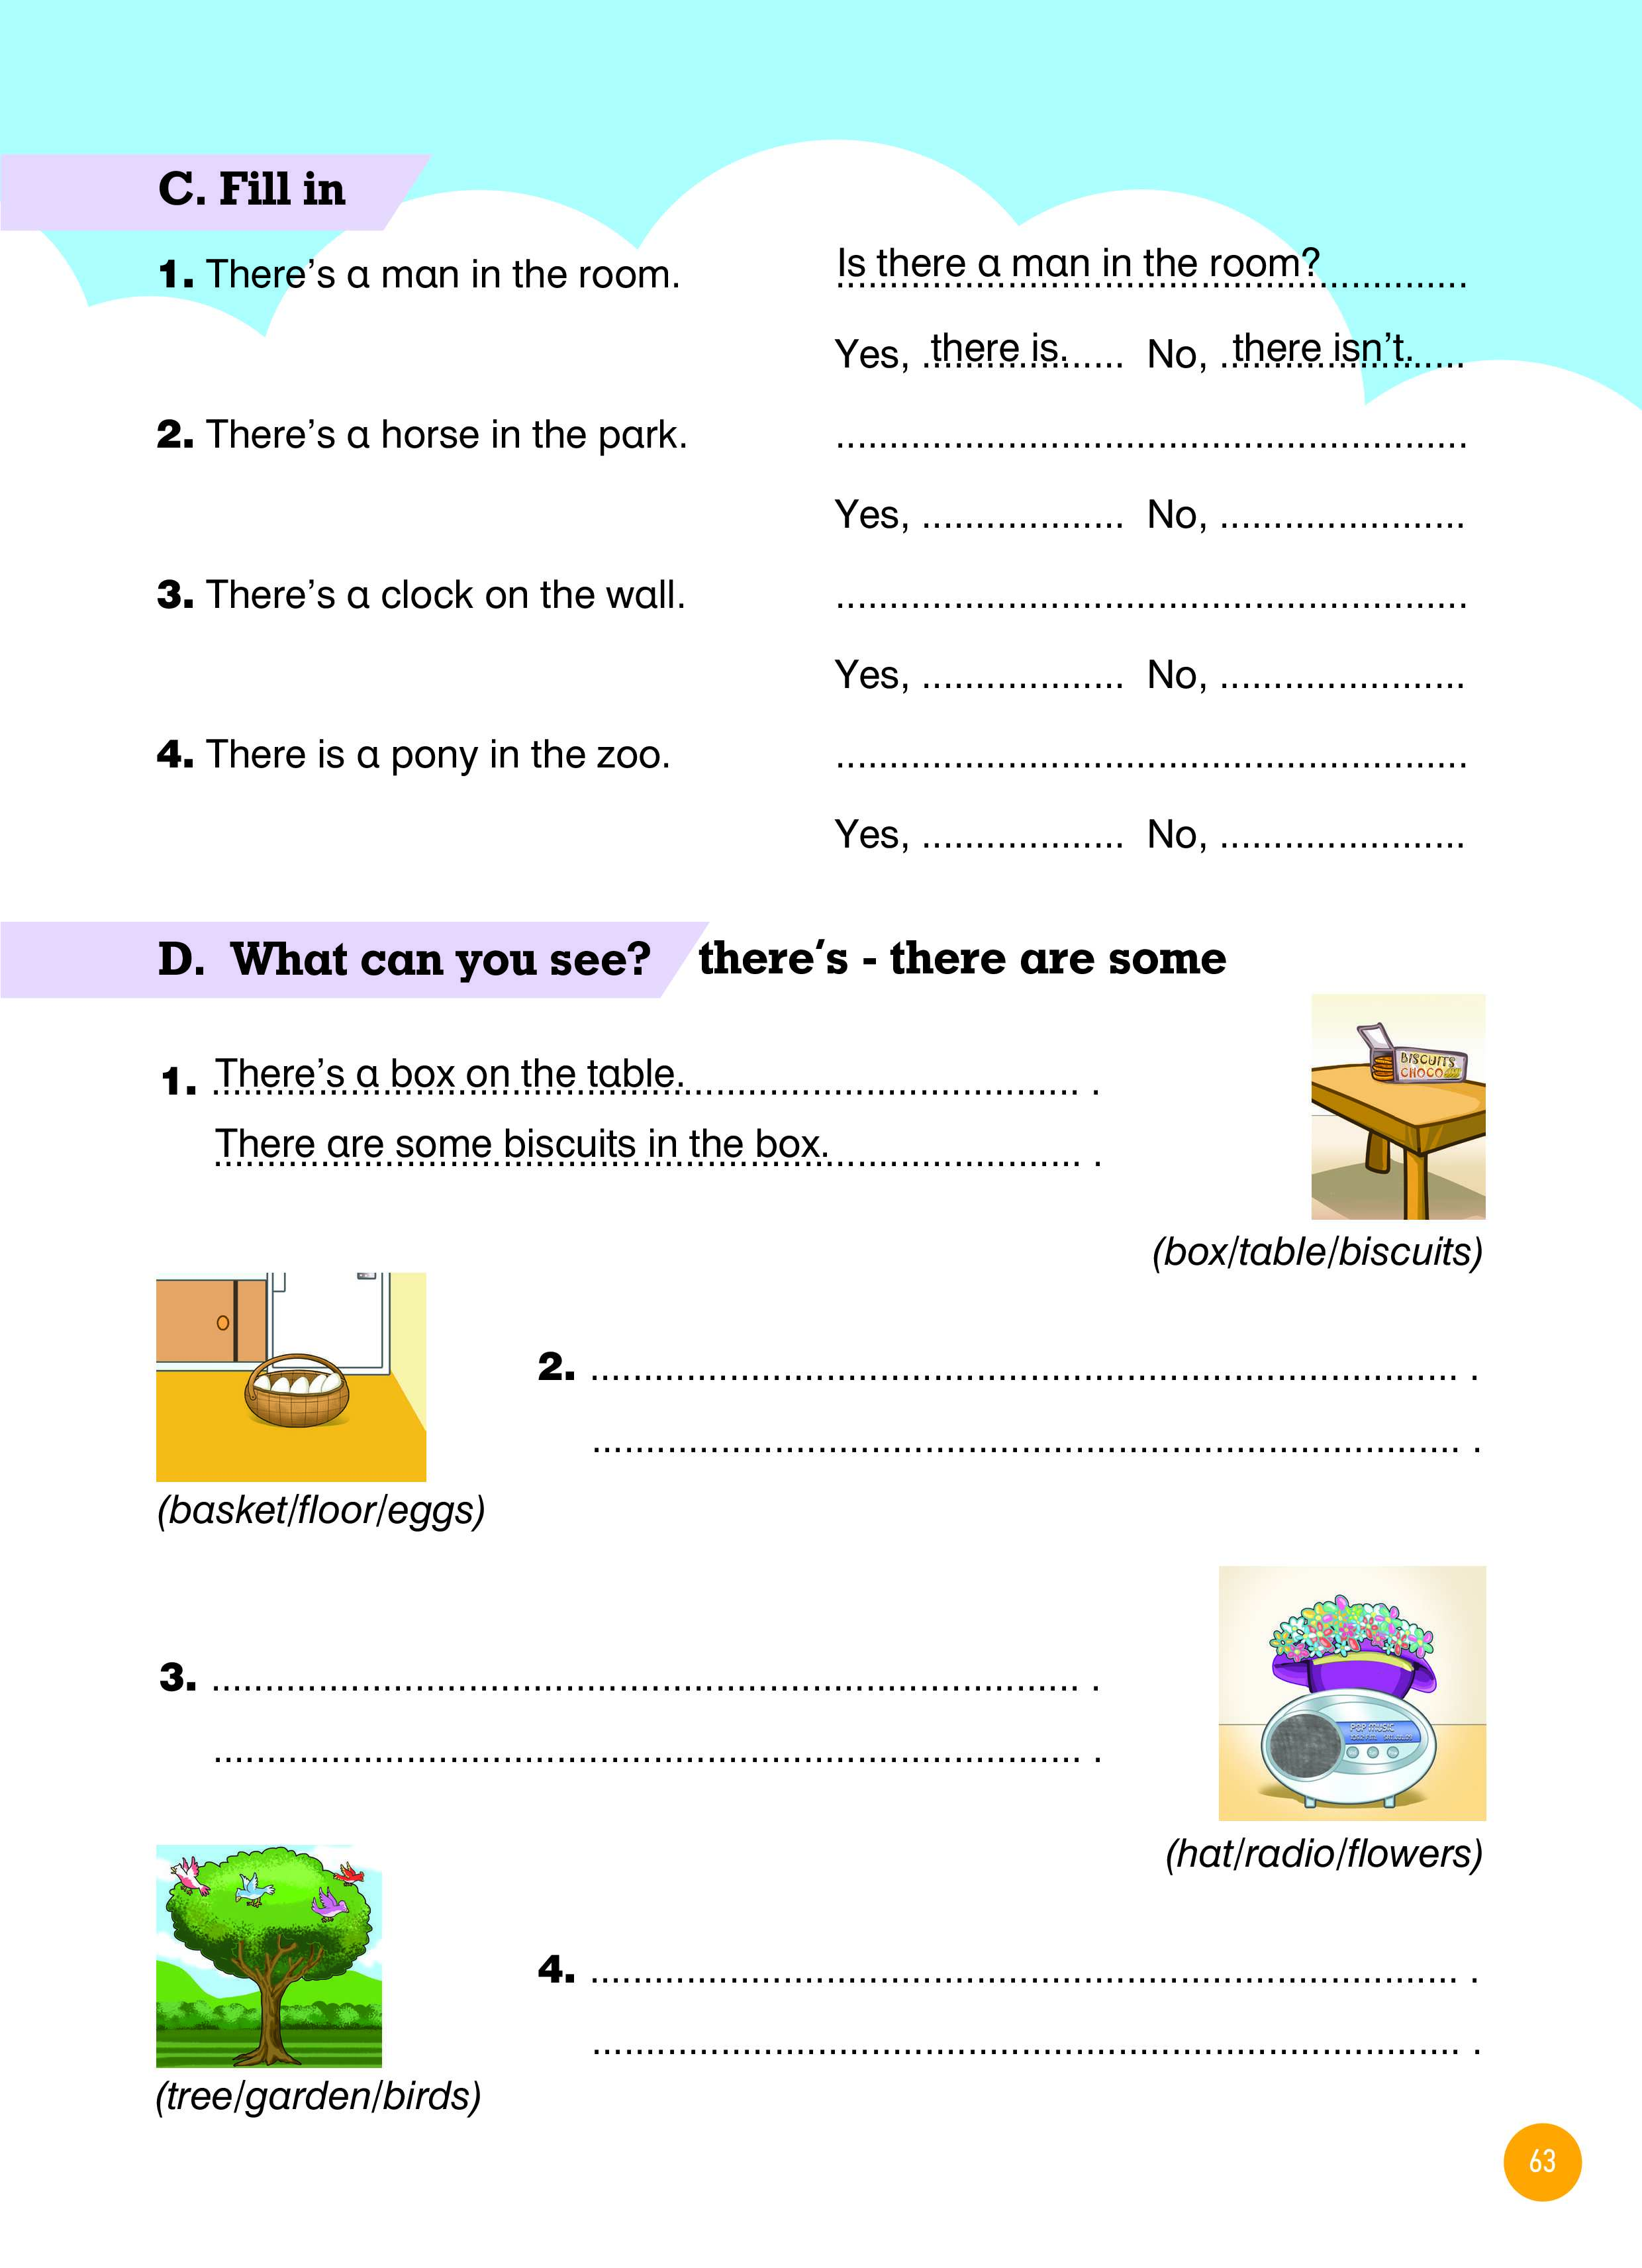 C. Fill in
1. There's a man in the room. Is there a man in the room?
Yes, there is. No, there isn't.
2. There's a horse in the park. ..........................................................
Yes, ................... No, .......................
3. There's a clock on the wall. ..........................................................
Yes, ................... No, .......................
4. There is a pony in the zoo. ..........................................................
Yes, ................... No, .......................
D. What can you see? there's - there are some
1. There's a box on the table. .
There are some biscuits in the box. .
BISCUITS
CHOCO
(box/table/biscuits)
2. ................................................................................ .
................................................................................ .
(basket/floor/eggs)
3. ................................................................................ .
................................................................................ .
POP MUSIC
(hat/radio/flowers)
4. ................................................................................ .
................................................................................ .
(tree/garden/birds)
63